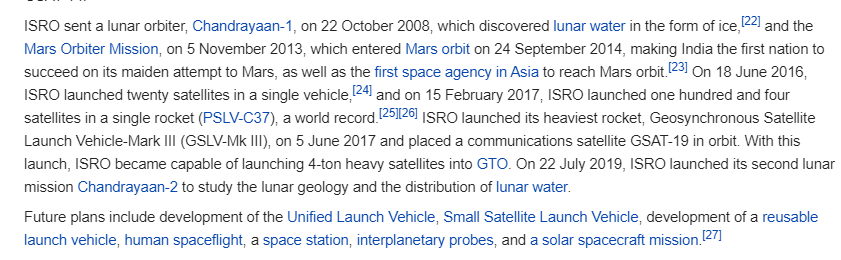 ISRO sent a lunar orbiter, Chandrayaan-1, on 22 October 2008, which discovered lunar water in the form of ice,[22] and the
Mars Orbiter Mission, on 5 November 2013, which entered Mars orbit on 24 September 2014, making India the first nation to
succeed on its maiden attempt to Mars, as well as the first space agency in Asia to reach Mars orbit.[23] On 18 June 2016,
ISRO launched twenty satellites in a single vehicle,[24] and on 15 February 2017, ISRO launched one hundred and four
satellites in a single rocket (PSLV-C37), a world record.[25][26] ISRO launched its heaviest rocket, Geosynchronous Satellite
Launch Vehicle-Mark III (GSLV-Mk III), on 5 June 2017 and placed a communications satellite GSAT-19 in orbit. With this
launch, ISRO became capable of launching 4-ton heavy satellites into GTO. On 22 July 2019, ISRO launched its second lunar
mission Chandrayaan-2 to study the lunar geology and the distribution of lunar water.
Future plans include development of the Unified Launch Vehicle, Small Satellite Launch Vehicle, development of a reusable
launch vehicle, human spaceflight, a space station, interplanetary probes, and a solar spacecraft mission.[27]